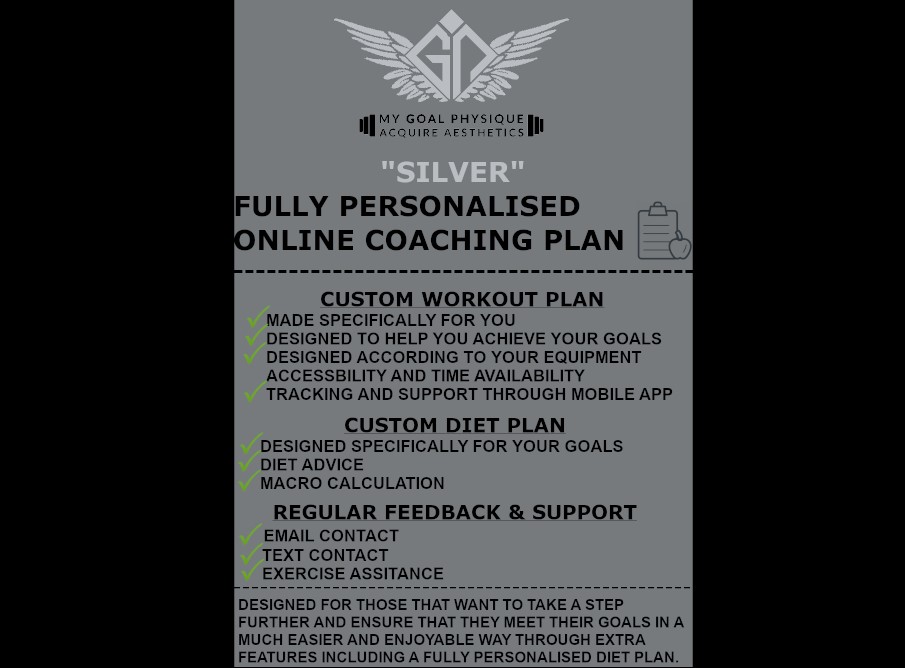 MY GOAL PHYSIQUE
ACQUIRE AESTHETICS
"SILVER"
FULLY PERSONALISED
ONLINE COACHING PLAN
CUSTOM WORKOUT PLAN
MADE SPECIFICALLY FOR YOU
DESIGNED TO HELP YOU ACHIEVE YOUR GOALS
DESIGNED ACCORDING TO YOUR EQUIPMENT
ACCESSBILITY AND TIME AVAILABILITY
TRACKING AND SUPPORT THROUGH MOBILE APP
CUSTOM DIET PLAN
DESIGNED SPECIFICALLY FOR YOUR GOALS
DIET ADVICE
MACRO CALCULATION
REGULAR FEEDBACK & SUPPORT
EMAIL CONTACT
TEXT CONTACT
EXERCISE ASSITANCE
DESIGNED FOR THOSE THAT WANT TO TAKE A STEP
FURTHER AND ENSURE THAT THEY MEET THEIR GOALS IN A
MUCH EASIER AND ENJOYABLE WAY THROUGH EXTRA
FEATURES INCLUDING A FULLY PERSONALISED DIET PLAN.